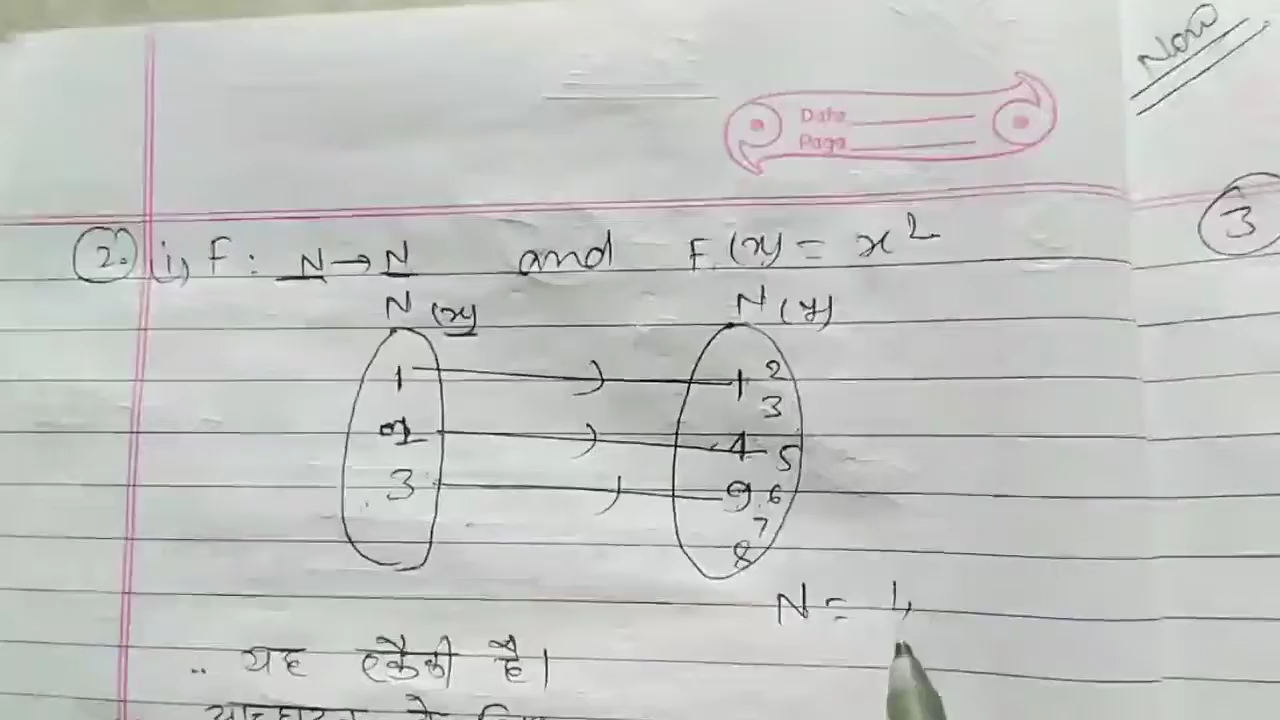 Now
Date
Page
3
2. (i) F: N→N and F(x) = x²
N (x) N (y)
1 1 2
3
2 4 5
3 9 6
7
8
N = 1,
∴ यह एकैकी है।